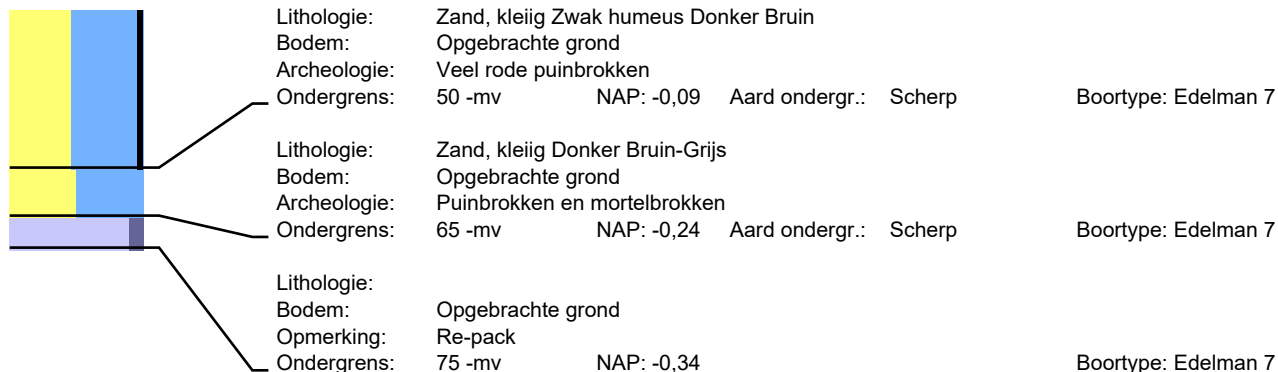 Lithologie: Zand, kleiig Zwak humeus Donker Bruin
Bodem: Opgebrachte grond
Archeologie: Veel rode puinbrokken
Ondergrens: 50 -mv NAP: -0,09 Aard ondergr.: Scherp Boortype: Edelman 7
Lithologie: Zand, kleiig Donker Bruin-Grijs
Bodem: Opgebrachte grond
Archeologie: Puinbrokken en mortelbrokken
Ondergrens: 65 -mv NAP: -0,24 Aard ondergr.: Scherp Boortype: Edelman 7
Lithologie:
Bodem: Opgebrachte grond
Opmerking: Re-pack
Ondergrens: 75 -mv NAP: -0,34 Boortype: Edelman 7